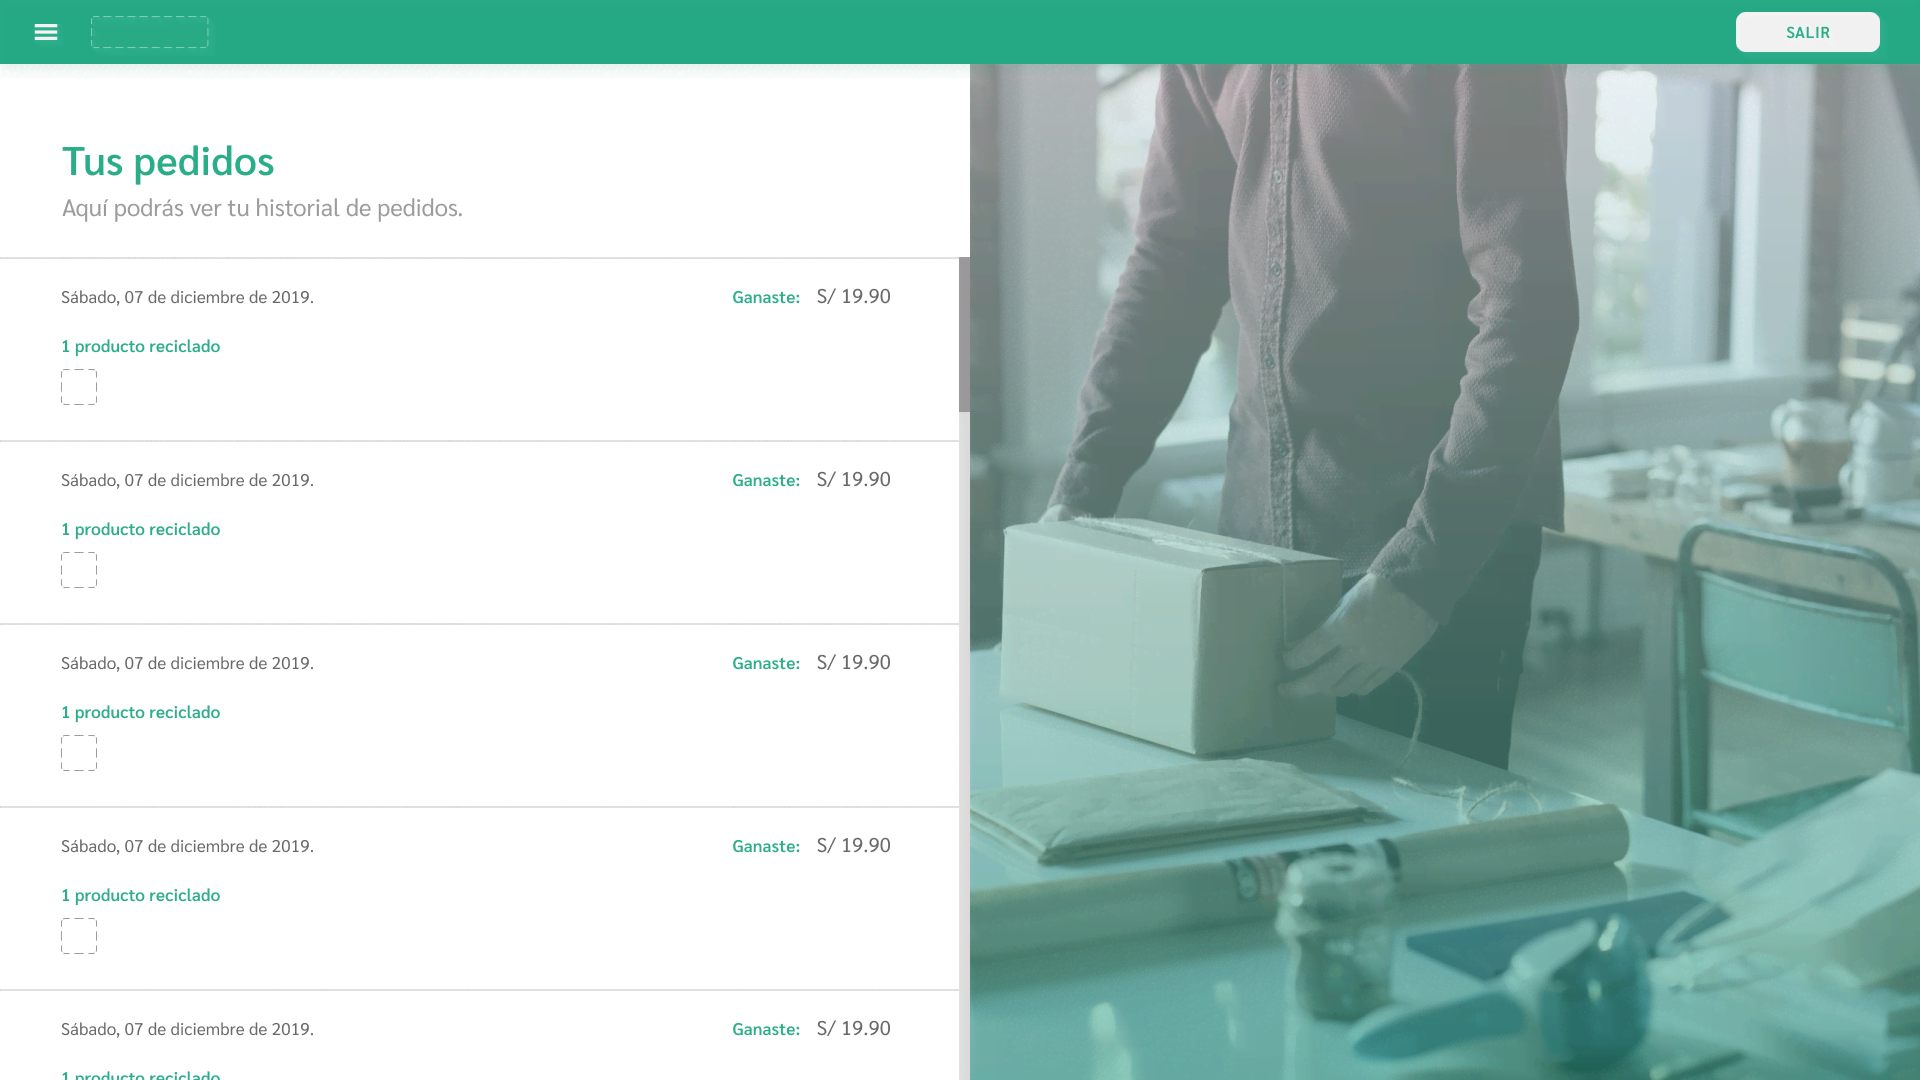 SALIR
Tus pedidos
Aquí podrás ver tu historial de pedidos.
Sábado, 07 de diciembre de 2019.
Ganaste: S/ 19.90
1 producto reciclado
Sábado, 07 de diciembre de 2019.
Ganaste: S/ 19.90
1 producto reciclado
Sábado, 07 de diciembre de 2019.
Ganaste: S/ 19.90
1 producto reciclado
Sábado, 07 de diciembre de 2019.
Ganaste: S/ 19.90
1 producto reciclado
Sábado, 07 de diciembre de 2019.
Ganaste: S/ 19.90
1 producto reciclado